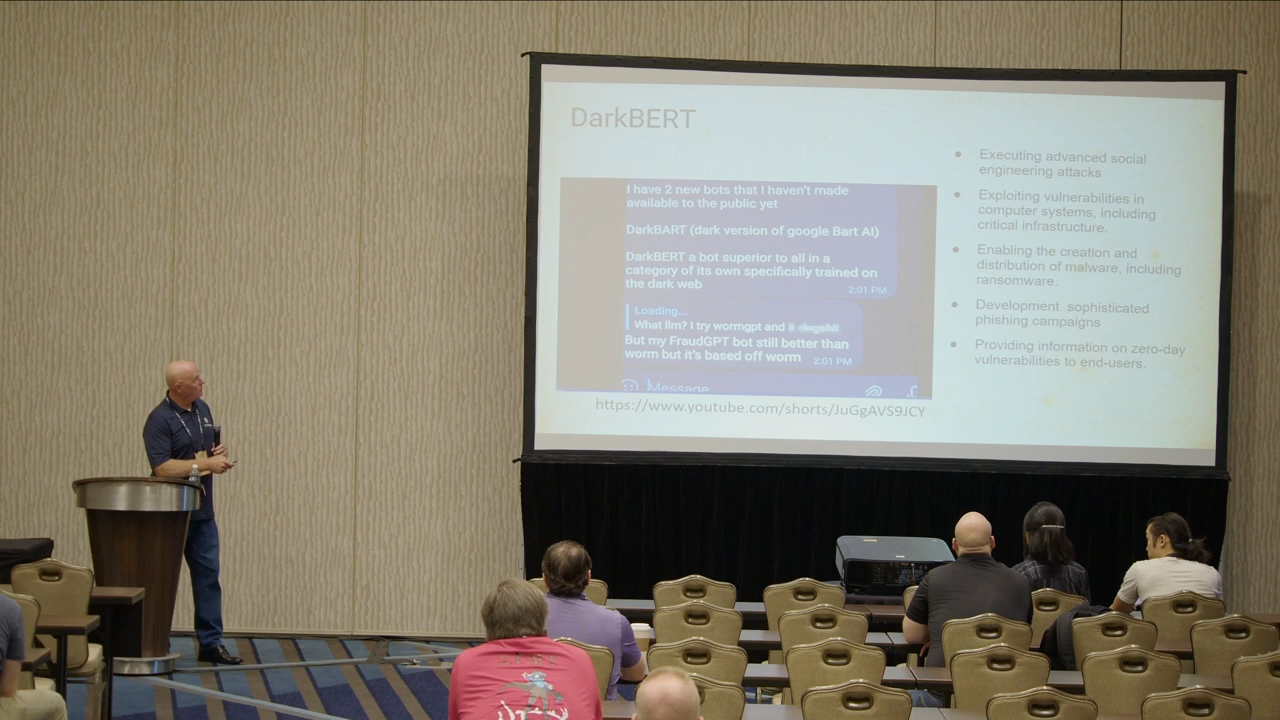 DarkBERT
I have 2 new bots that I haven't made
available to the public yet
DarkBART (dark version of google Bart AI)
DarkBERT a bot superior to all in a
category of its own specifically trained on
the dark web
2:01 PM
Loading...
What llm? I try wormgpt and
But my FraudGPT bot still better than
worm but it's based off worm 2:01 PM
Message
https://www.youtube.com/shorts/JuGgAVS9JCY
• Executing advanced social
engineering attacks
• Exploiting vulnerabilities in
computer systems, including
critical infrastructure.
• Enabling the creation and
distribution of malware, including
ransomware.
• Development sophisticated
phishing campaigns
• Providing information on zero-day
vulnerabilities to end-users.